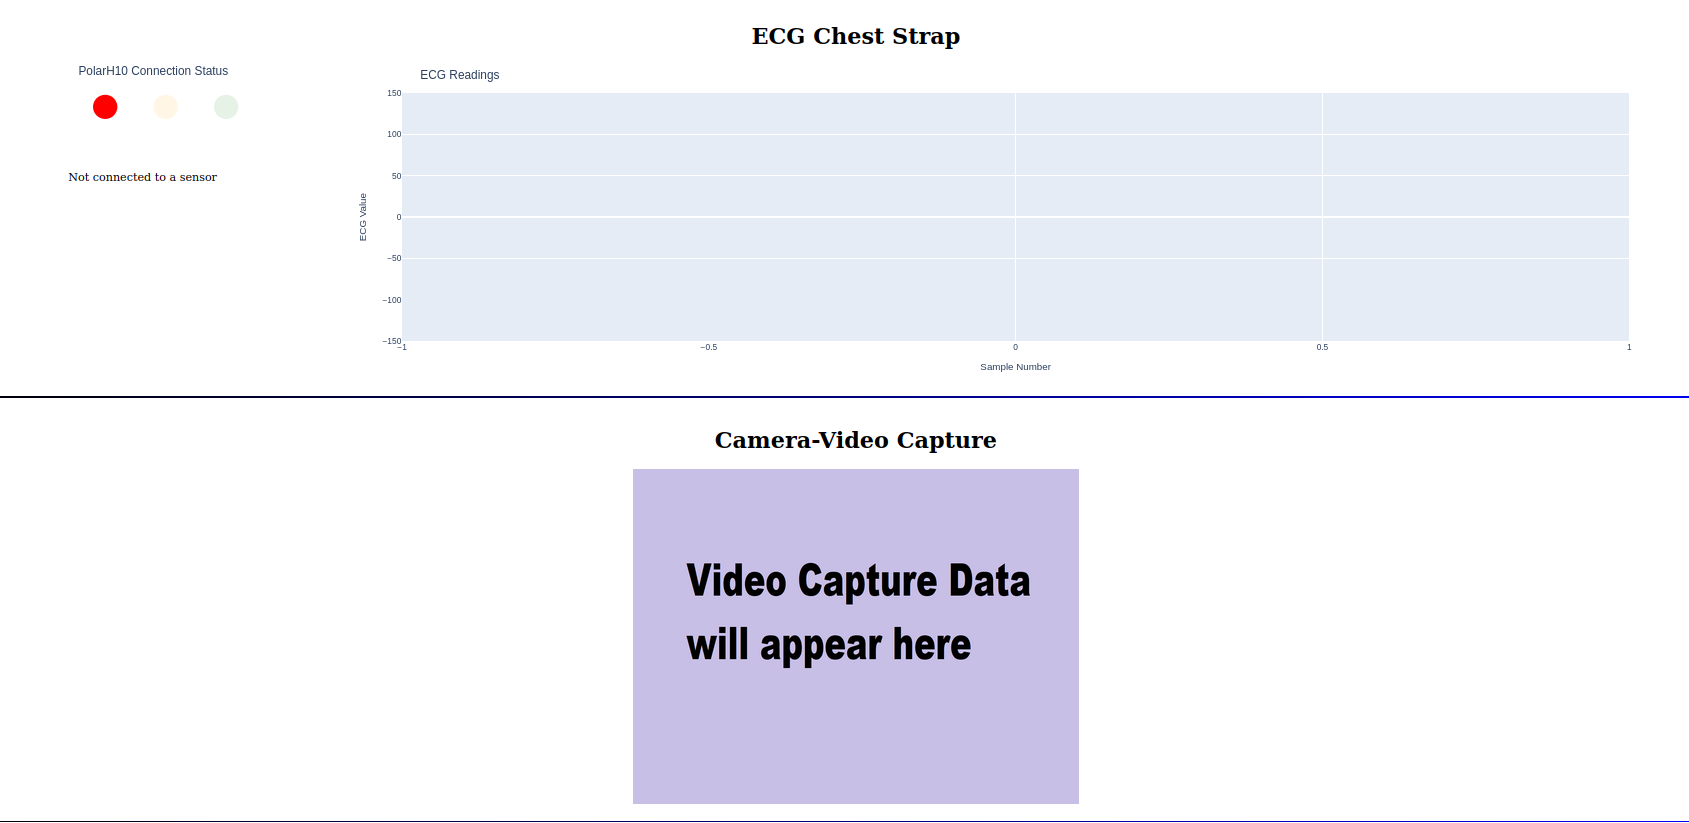 ECG Chest Strap
PolarH10 Connection Status
Not connected to a sensor
ECG Readings
150
100
50
0
−50
−100
−150
ECG Value
−1
−0.5
0
0.5
1
Sample Number
Camera-Video Capture
Video Capture Data
will appear here